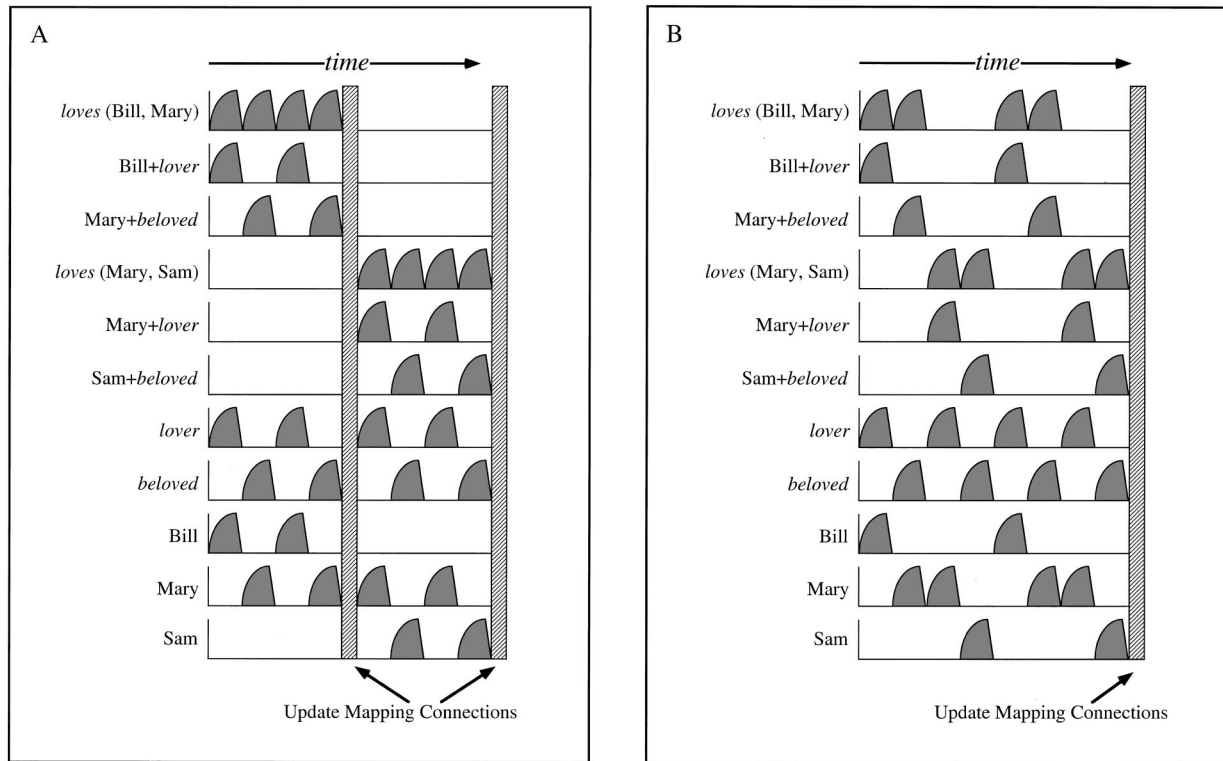 A
time
loves (Bill, Mary)
Bill+lover
Mary+beloved
loves (Mary, Sam)
Mary+lover
Sam+beloved
lover
beloved
Bill
Mary
Sam
Update Mapping Connections
B
time
loves (Bill, Mary)
Bill+lover
Mary+beloved
loves (Mary, Sam)
Mary+lover
Sam+beloved
lover
beloved
Bill
Mary
Sam
Update Mapping Connections